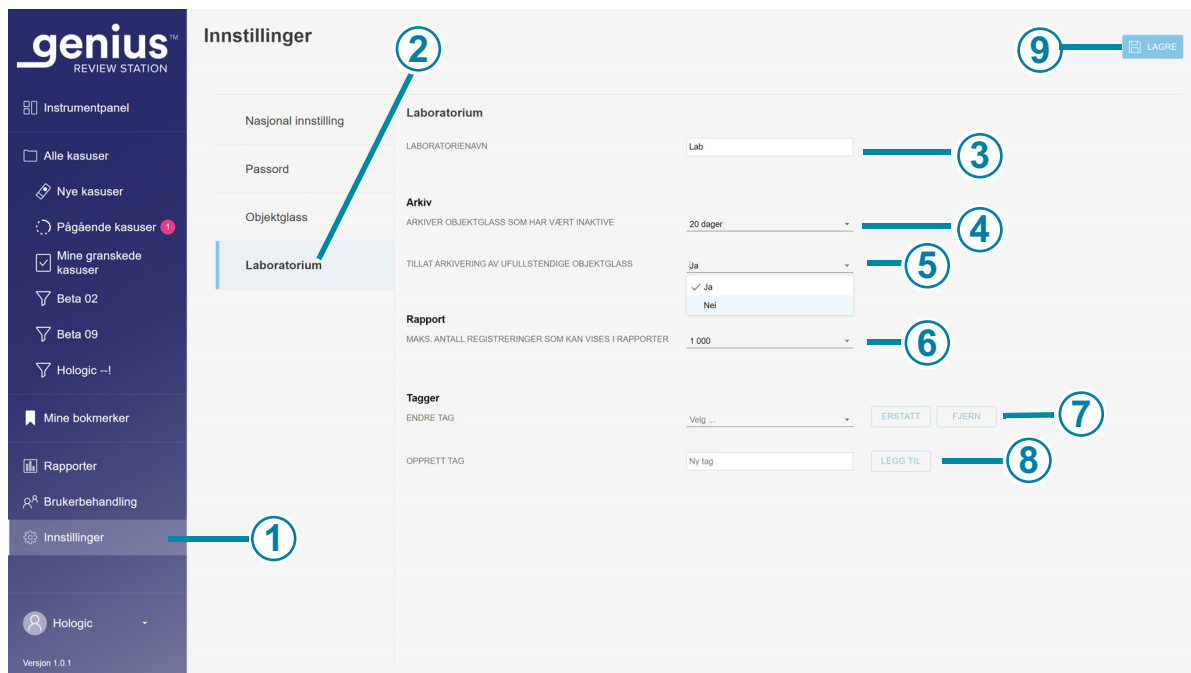 genius™
REVIEW STATION
Instrumentpanel
Alle kasuser
Nye kasuser
Pågående kasuser 1
Mine granskede
kasuser
Beta 02
Beta 09
Hologic --!
Mine bokmerker
Rapporter
Brukerbehandling
Innstillinger
Hologic
Versjon 1.0.1
Innstillinger
Nasjonal innstilling
Passord
Objektglass
Laboratorium
Laboratorium
LABORATORIENAVN
Lab
Arkiv
ARKIVER OBJEKTGLASS SOM HAR VÆRT INAKTIVE
20 dager
TILLAT ARKIVERING AV UFULLSTENDIGE OBJEKTGLASS
Ja
Ja
Nei
Rapport
MAKS. ANTALL REGISTRERINGER SOM KAN VISES I RAPPORTER
1 000
Tagger
ENDRE TAG
Velg ...
ERSTATT
FJERN
OPPRETT TAG
Ny tag
LEGG TIL
LAGRE
1
2
3
4
5
6
7
8
9